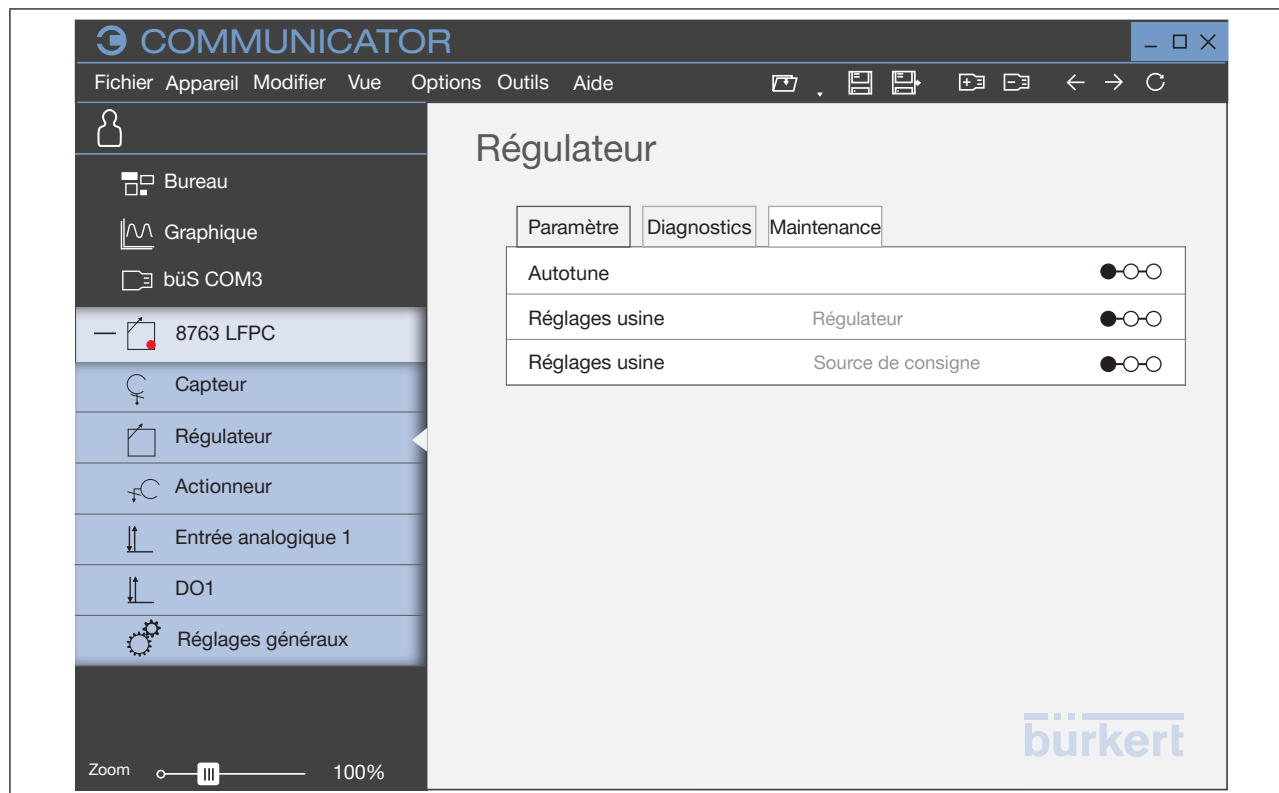 COMMUNICATOR
Fichier Appareil Modifier Vue Options Outils Aide
Bureau
Graphique
büS COM3
8763 LFPC
Capteur
Régulateur
Actionneur
Entrée analogique 1
DO1
Réglages généraux
Zoom 100%
Régulateur
Paramètre Diagnostics Maintenance
Autotune
Réglages usine Régulateur
Réglages usine Source de consigne
bürkert